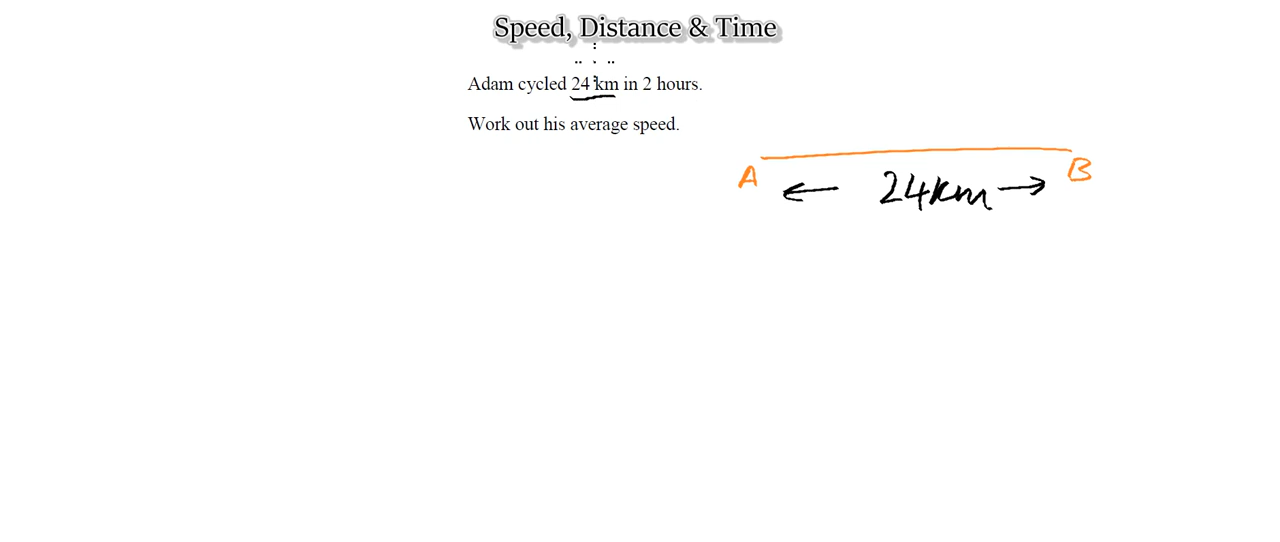 Speed, Distance & Time
Adam cycled 24 km in 2 hours.
Work out his average speed.
A
B
24km